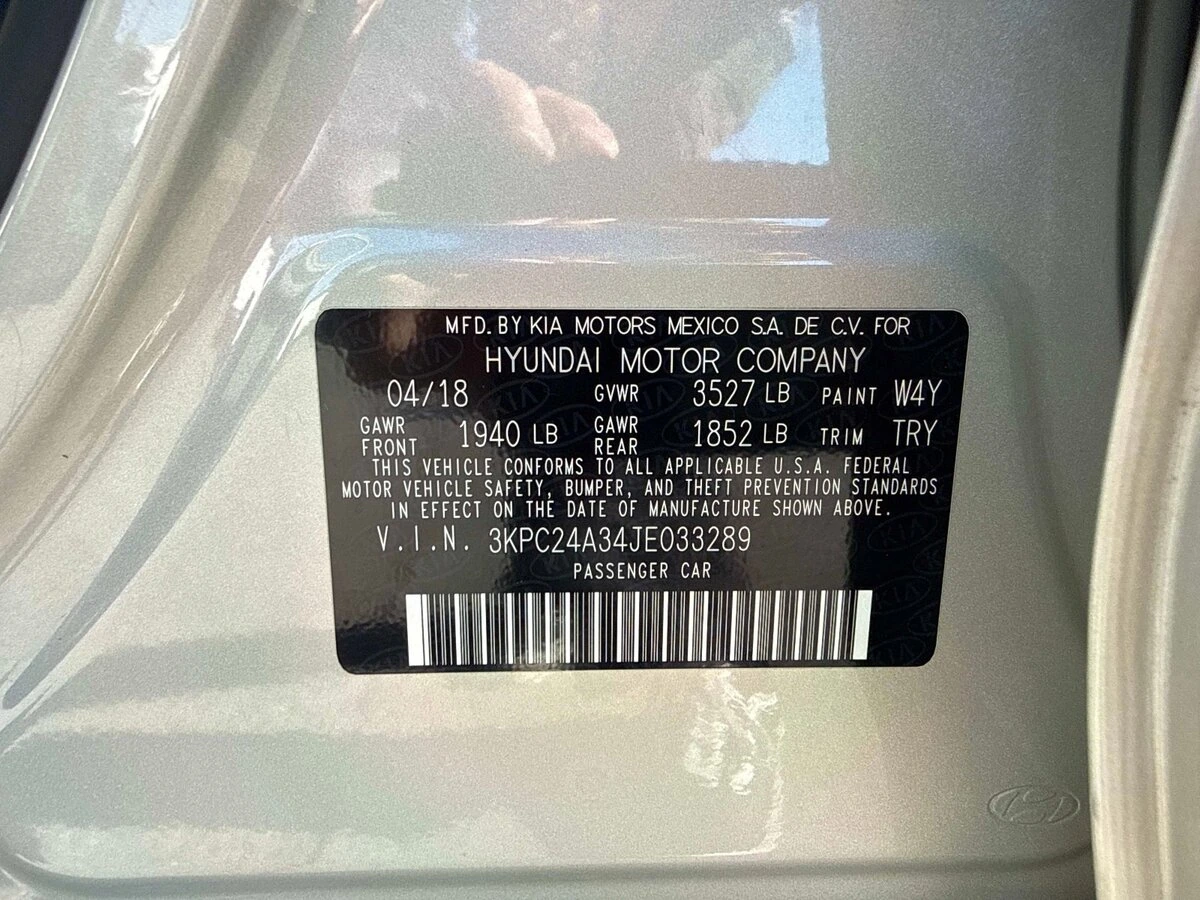 MFD. BY KIA MOTORS MEXICO S.A. DE C.V. FOR
HYUNDAI MOTOR COMPANY
04/18 GVWR 3527 LB PAINT W4Y
GAWR FRONT 1940 LB GAWR REAR 1852 LB TRIM TRY
THIS VEHICLE CONFORMS TO ALL APPLICABLE U.S.A. FEDERAL
MOTOR VEHICLE SAFETY, BUMPER, AND THEFT PREVENTION STANDARDS
IN EFFECT ON THE DATE OF MANUFACTURE SHOWN ABOVE.
V.I.N. 3KPC24A34JE033289
PASSENGER CAR